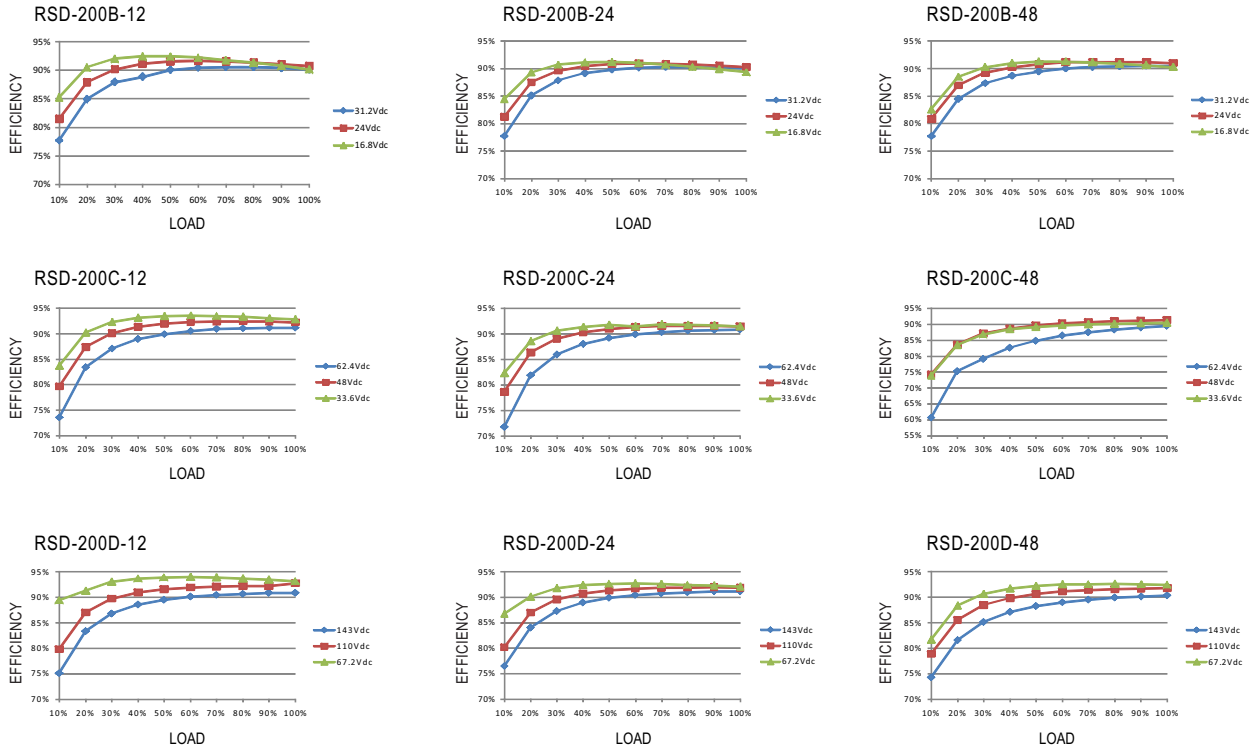 RSD-200B-12
EFFICIENCY
95%
90%
85%
80%
75%
70%
10% 20% 30% 40% 50% 60% 70% 80% 90% 100%
LOAD
31.2Vdc
24Vdc
16.8Vdc
RSD-200B-24
EFFICIENCY
95%
90%
85%
80%
75%
70%
10% 20% 30% 40% 50% 60% 70% 80% 90% 100%
LOAD
31.2Vdc
24Vdc
16.8Vdc
RSD-200B-48
EFFICIENCY
95%
90%
85%
80%
75%
70%
10% 20% 30% 40% 50% 60% 70% 80% 90% 100%
LOAD
31.2Vdc
24Vdc
16.8Vdc
RSD-200C-12
EFFICIENCY
95%
90%
85%
80%
75%
70%
10% 20% 30% 40% 50% 60% 70% 80% 90% 100%
LOAD
62.4Vdc
48Vdc
33.6Vdc
RSD-200C-24
EFFICIENCY
95%
90%
85%
80%
75%
70%
10% 20% 30% 40% 50% 60% 70% 80% 90% 100%
LOAD
62.4Vdc
48Vdc
33.6Vdc
RSD-200C-48
EFFICIENCY
95%
90%
85%
80%
75%
70%
65%
60%
55%
10% 20% 30% 40% 50% 60% 70% 80% 90% 100%
LOAD
62.4Vdc
48Vdc
33.6Vdc
RSD-200D-12
EFFICIENCY
95%
90%
85%
80%
75%
70%
10% 20% 30% 40% 50% 60% 70% 80% 90% 100%
LOAD
143Vdc
110Vdc
67.2Vdc
RSD-200D-24
EFFICIENCY
95%
90%
85%
80%
75%
70%
10% 20% 30% 40% 50% 60% 70% 80% 90% 100%
LOAD
143Vdc
110Vdc
67.2Vdc
RSD-200D-48
EFFICIENCY
95%
90%
85%
80%
75%
70%
10% 20% 30% 40% 50% 60% 70% 80% 90% 100%
LOAD
143Vdc
110Vdc
67.2Vdc